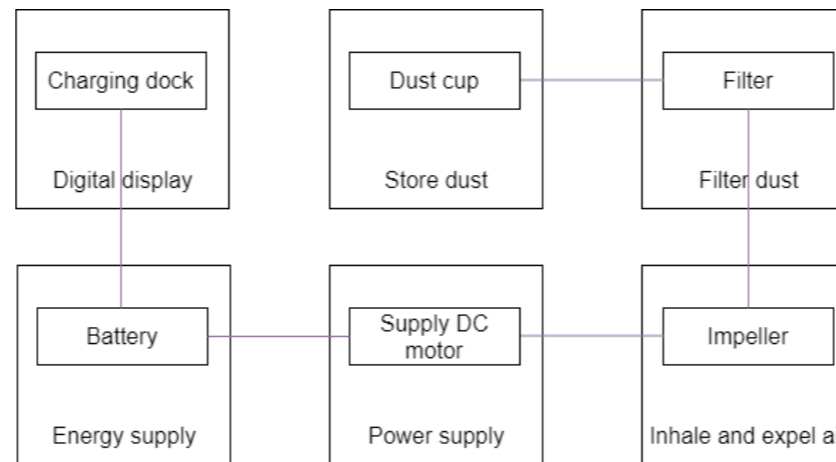 Charging dock
Dust cup
Filter
Digital display
Store dust
Filter dust
Battery
Supply DC
motor
Impeller
Energy supply
Power supply
Inhale and expel